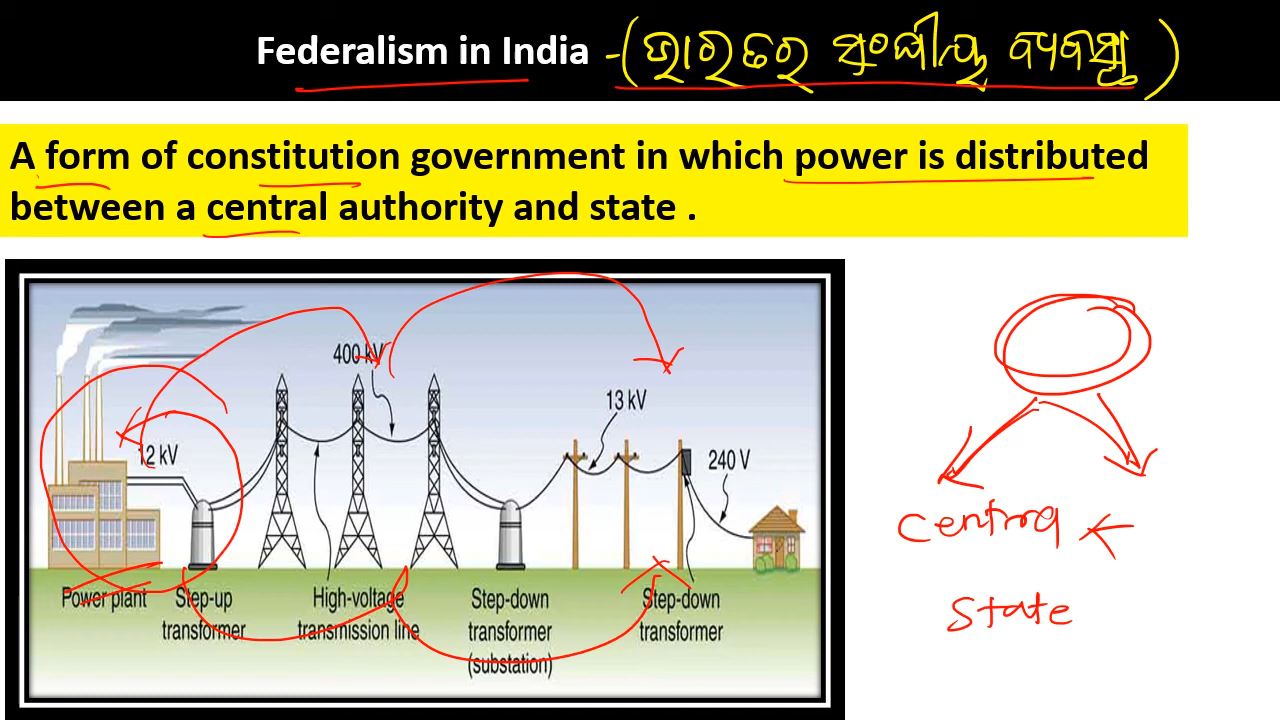 Federalism in India -(ଭାରତର ସଂଘୀୟ ବ୍ୟବସ୍ଥା)
A form of constitution government in which power is distributed
between a central authority and state .
400 kV
13 kV
12 kV
240 V
Central
Power plant
Step-up
transformer
High-voltage
transmission line
Step-down
transformer
(substation)
Step-down
transformer
State